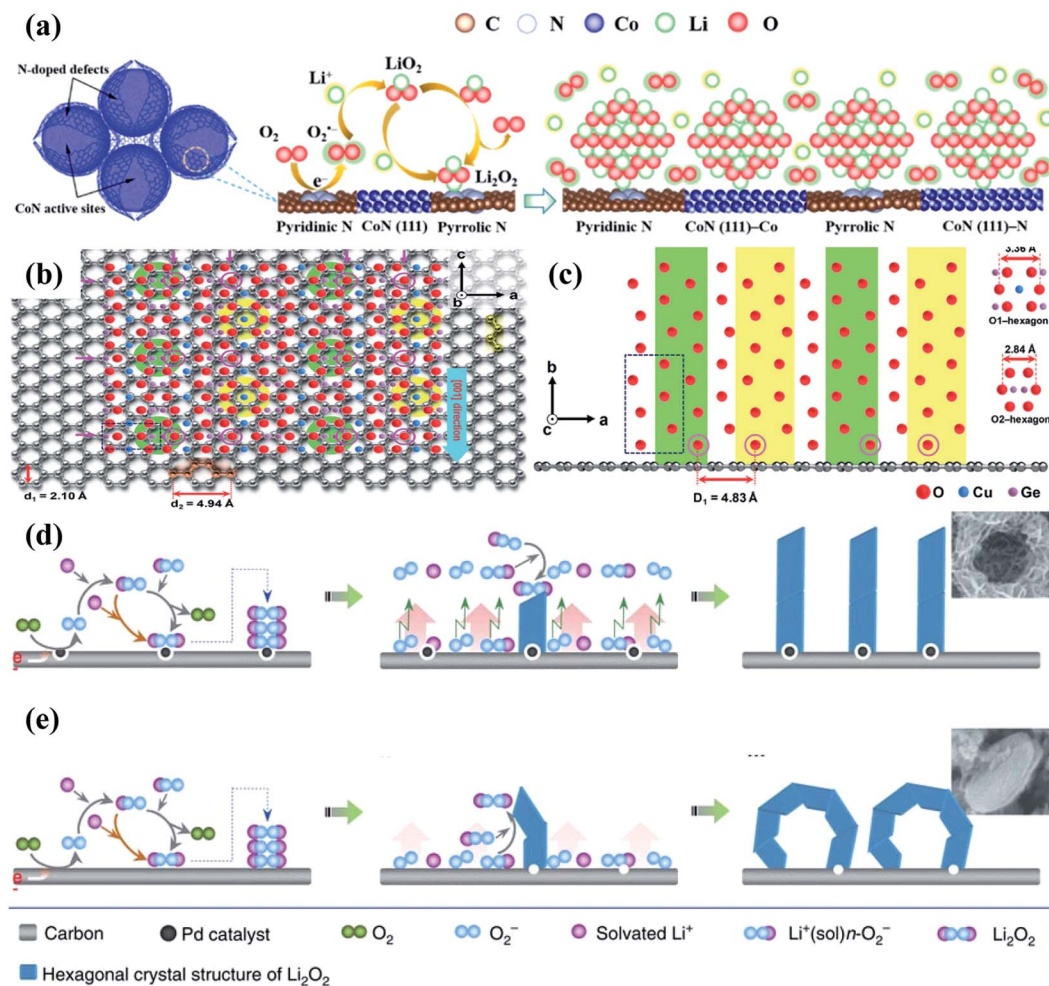 (a)
C N Co Li O
N-doped defects
CoN active sites
O₂
e⁻
O₂•⁻
Li⁺
LiO₂
Li₂O₂
Pyridinic N CoN (111) Pyrrolic N
Pyridinic N CoN (111)–Co Pyrrolic N CoN (111)–N
(b)
c
b a
[001] direction
d₁ = 2.10 Å
d₂ = 4.94 Å
(c)
3.36 Å
O1–hexagon
2.84 Å
O2–hexagon
b
c a
D₁ = 4.83 Å
O Cu Ge
(d)
e
(e)
e
Carbon Pd catalyst O₂ O₂⁻ Solvated Li⁺ Li⁺(sol)n-O₂⁻ Li₂O₂
Hexagonal crystal structure of Li₂O₂